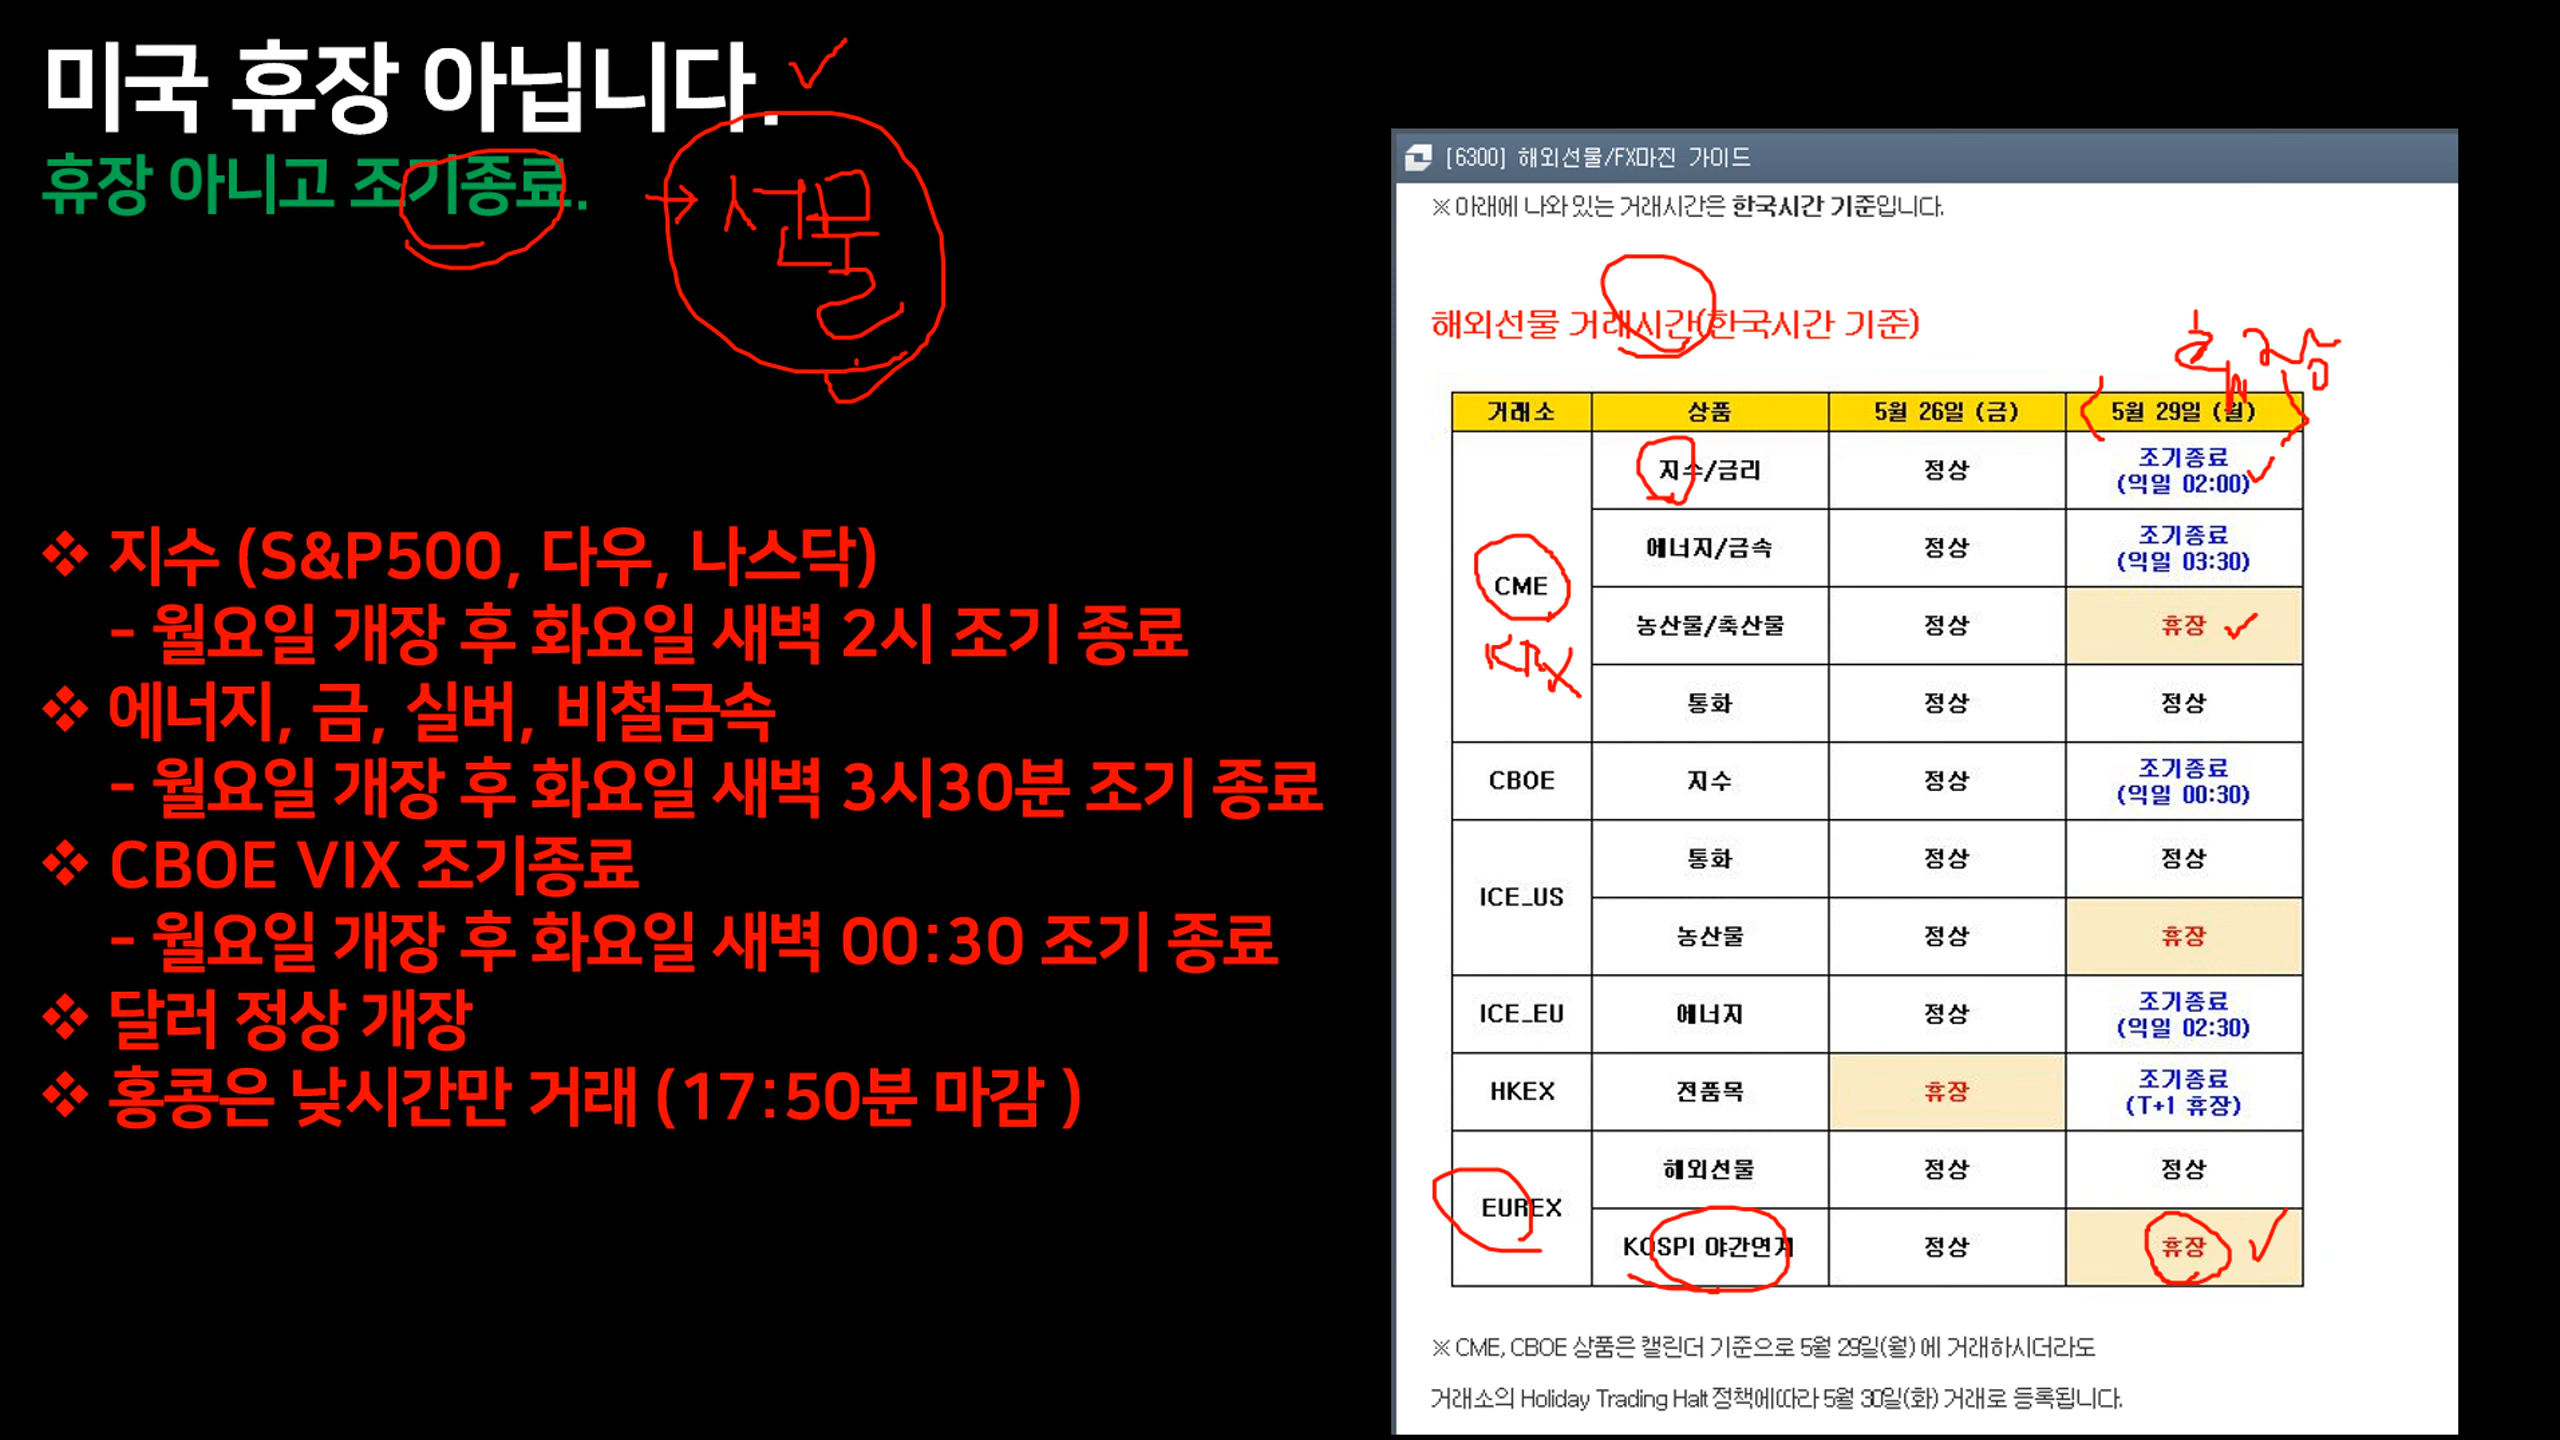 미국 휴장 아닙니다.
휴장 아니고 조기종료.
선물
❖ 지수 (S&P500, 다우, 나스닥)
- 월요일 개장 후 화요일 새벽 2시 조기 종료
❖ 에너지, 금, 실버, 비철금속
- 월요일 개장 후 화요일 새벽 3시30분 조기 종료
❖ CBOE VIX 조기종료
- 월요일 개장 후 화요일 새벽 00:30 조기 종료
❖ 달러 정상 개장
❖ 홍콩은 낮시간만 거래 (17:50분 마감 )
[6300] 해외선물/FX마진 가이드
※ 아래에 나와 있는 거래시간은 한국시간 기준입니다.
해외선물 거래시간(한국시간 기준)
거래소 상품 5월 26일 (금) 5월 29일 (월)
CME 지수/금리 정상 조기종료 (익일 02:00)
에너지/금속 정상 조기종료 (익일 03:30)
농산물/축산물 정상 휴장
KRX
통화 정상 정상
CBOE 지수 정상 조기종료 (익일 00:30)
ICE_US 통화 정상 정상
농산물 정상 휴장
ICE_EU 에너지 정상 조기종료 (익일 02:30)
HKEX 전품목 휴장 조기종료 (T+1 휴장)
EUREX 해외선물 정상 정상
KOSPI 야간연계 정상 휴장
※ CME, CBOE 상품은 캘린더 기준으로 5월 29일(월) 에 거래하시더라도
거래소의 Holiday Trading Halt 정책에따라 5월 30일(화) 거래로 등록됩니다.